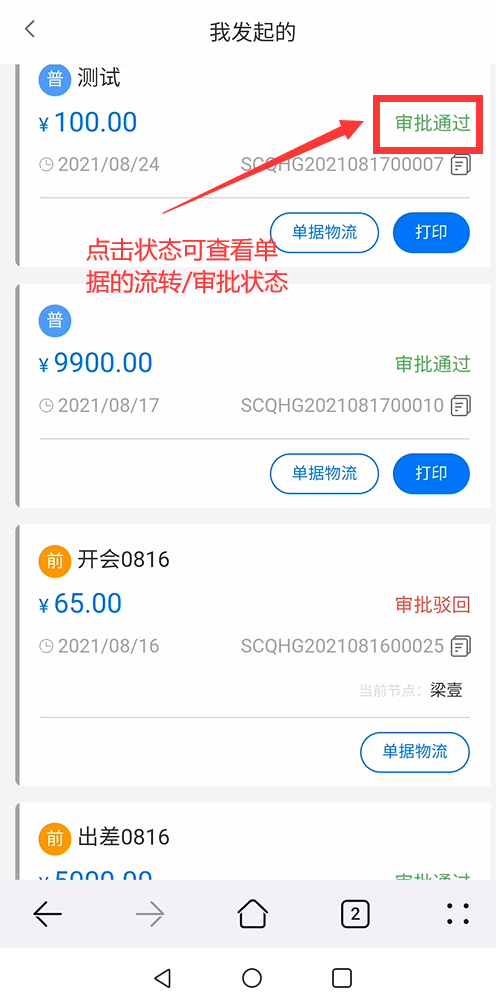 我发起的
普 测试
¥ 100.00 审批通过
2021/08/24 SCQHG2021081700007
单据物流 打印
点击状态可查看单
据的流转/审批状态
普
¥ 9900.00 审批通过
2021/08/17 SCQHG2021081700010
单据物流 打印
前 开会0816
¥ 65.00 审批驳回
2021/08/16 SCQHG2021081600025
当前节点: 梁壹
单据物流
前 出差0816
¥ 5000.00 审批通过
2